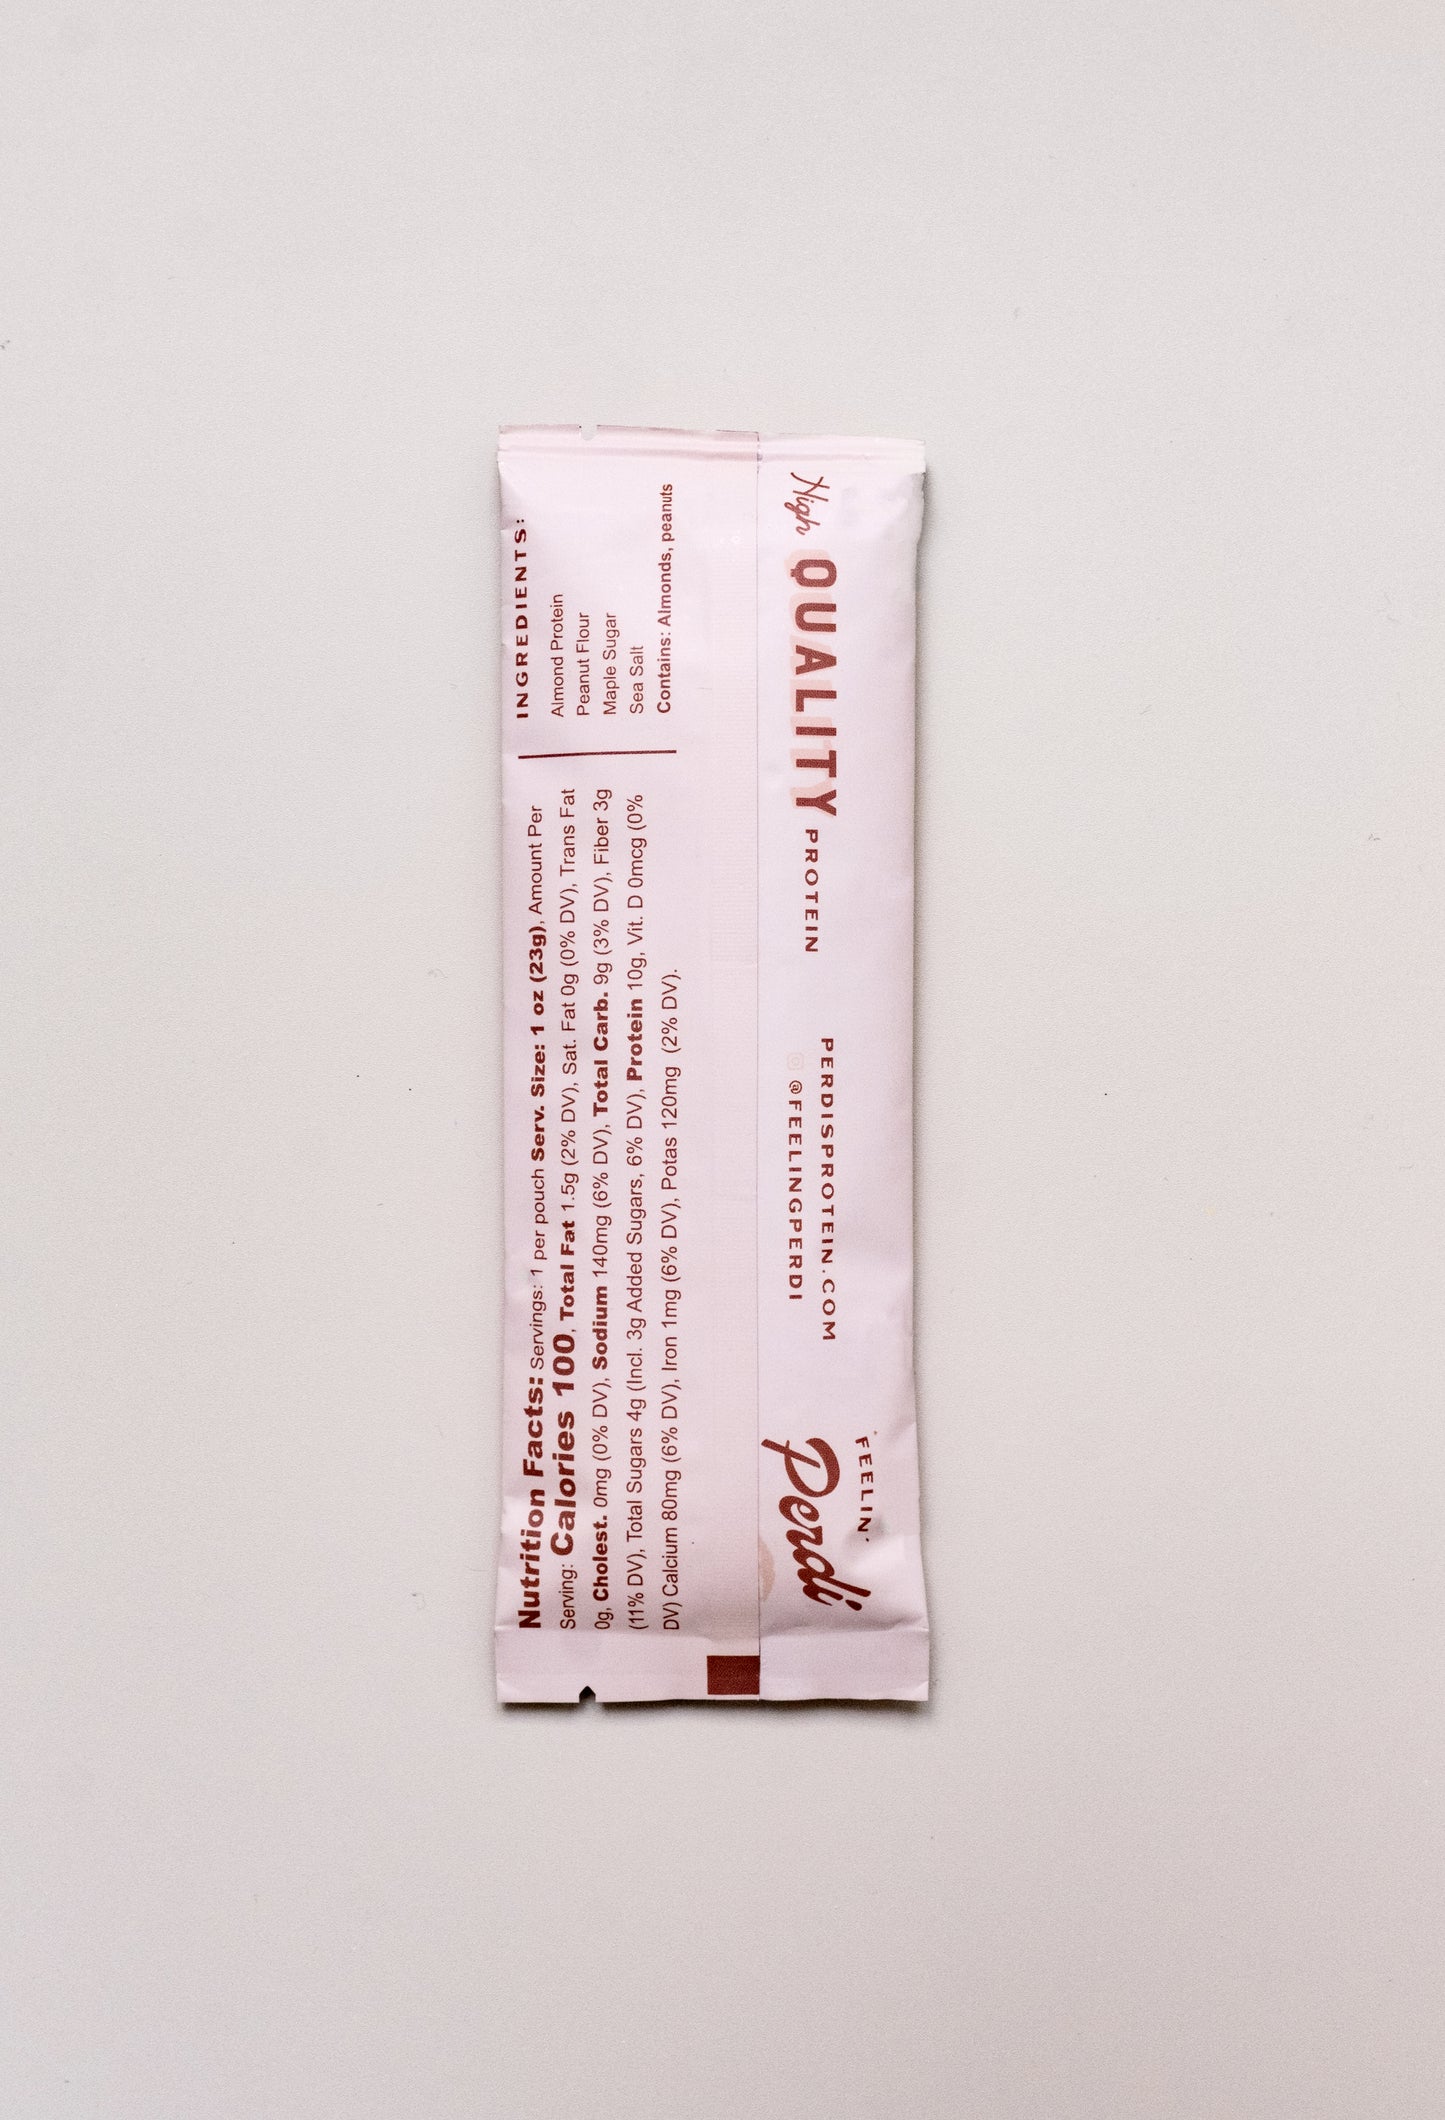 Nutrition Facts: Servings: 1 per pouch Serv. Size: 1 oz (23g), Amount Per
Serving: Calories 100, Total Fat 1.5g (2% DV), Sat. Fat 0g (0% DV), Trans Fat
0g, Cholest. 0mg (0% DV), Sodium 140mg (6% DV), Total Carb. 9g (3% DV), Fiber 3g
(11% DV), Total Sugars 4g (Incl. 3g Added Sugars, 6% DV), Protein 10g, Vit. D 0mcg (0%
DV) Calcium 80mg (6% DV), Iron 1mg (6% DV), Potas 120mg (2% DV).
INGREDIENTS:
Almond Protein
Peanut Flour
Maple Sugar
Sea Salt
Contains: Almonds, peanuts
High QUALITY PROTEIN
PERDISPROTEIN.COM
@FEELINGPERDI
FEELIN'
Perdi